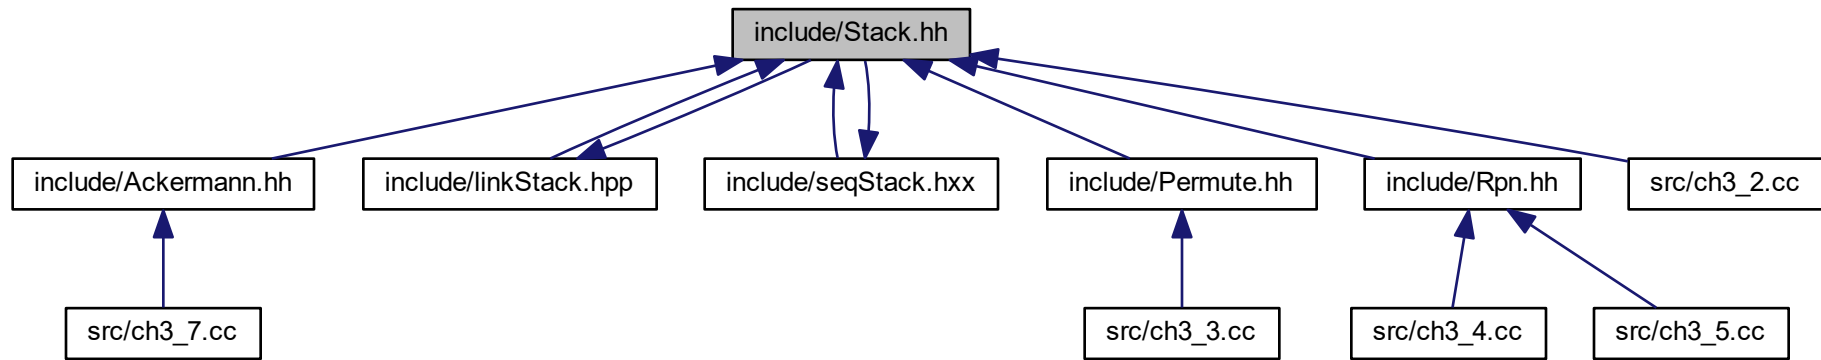 include/Stack.hh
include/Ackermann.hh
include/linkStack.hpp
include/seqStack.hxx
include/Permute.hh
include/Rpn.hh
src/ch3_2.cc
src/ch3_7.cc
src/ch3_3.cc
src/ch3_4.cc
src/ch3_5.cc